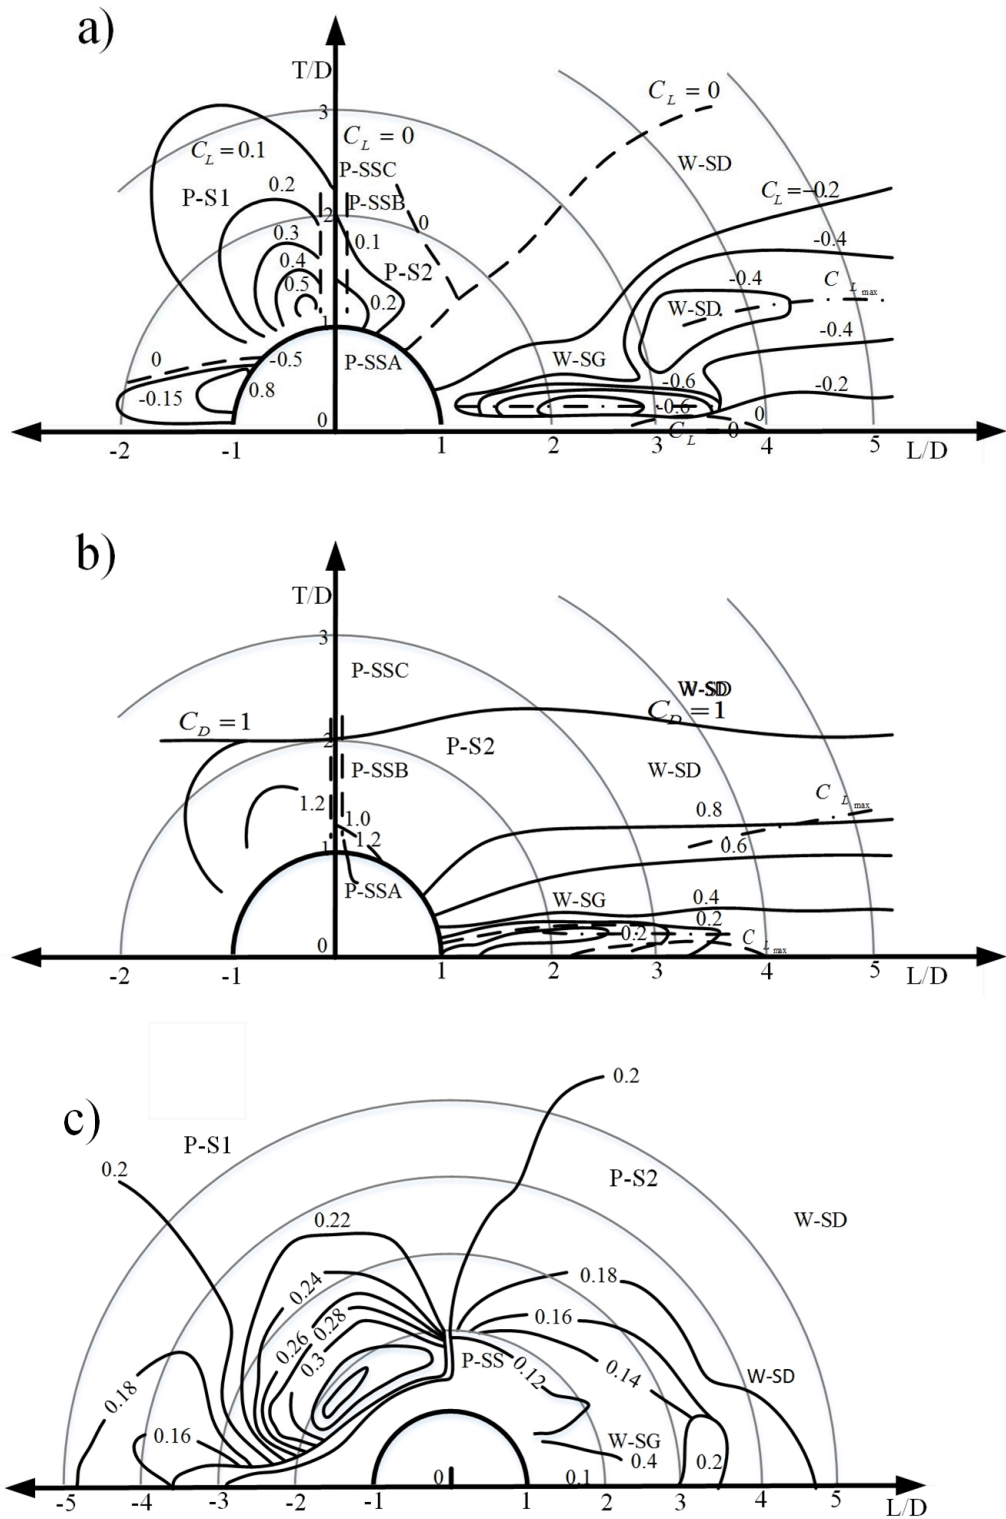 a)
T/D
3
C_L = 0
C_L = 0
P-SSC
W-SD
C_L = 0.1
P-S1
0.2
P-SSB
2
0
C_L = -0.2
0.3
0.1
-0.4
0.4
P-S2
0.5
-0.4
C_Lmax
0.2
W-SD
1
-0.4
0
-0.5
P-SSA
W-SG
-0.6
-0.2
-0.15
0.8
-0.6
0
0
C_L = 0
-2
-1
1
2
3
4
5
L/D
b)
T/D
3
P-SSC
W-SD
C_D = 1
C_D = 1
2
P-S2
P-SSB
W-SD
1.2
C_Lmax
1.0
0.8
1.2
1
0.6
P-SSA
W-SG
0.4
0.2
0
0.2
C_Lmax
-2
-1
1
2
3
4
5
L/D
c)
0.2
P-S1
0.2
P-S2
0.22
W-SD
0.24
0.18
0.26
0.28
0.16
0.3
P-SS
0.12
0.14
W-SD
0.18
0.16
W-SG
0.4
0.2
0
0.1
-5
-4
-3
-2
-1
1
2
3
4
5
L/D